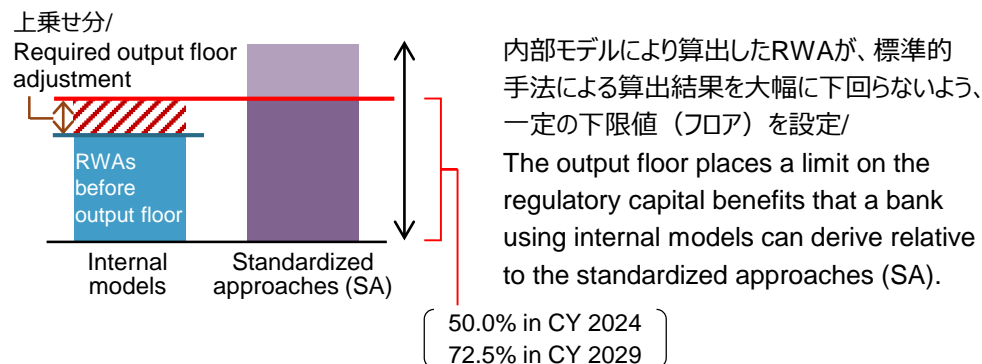 上乗せ分/
Required output floor
adjustment
RWAs
before
output floor
Internal
models
Standardized
approaches (SA)
50.0% in CY 2024
72.5% in CY 2029
内部モデルにより算出したRWAが、標準的
手法による算出結果を大幅に下回らないよう、
一定の下限値（フロア）を設定/
The output floor places a limit on the
regulatory capital benefits that a bank
using internal models can derive relative
to the standardized approaches (SA).